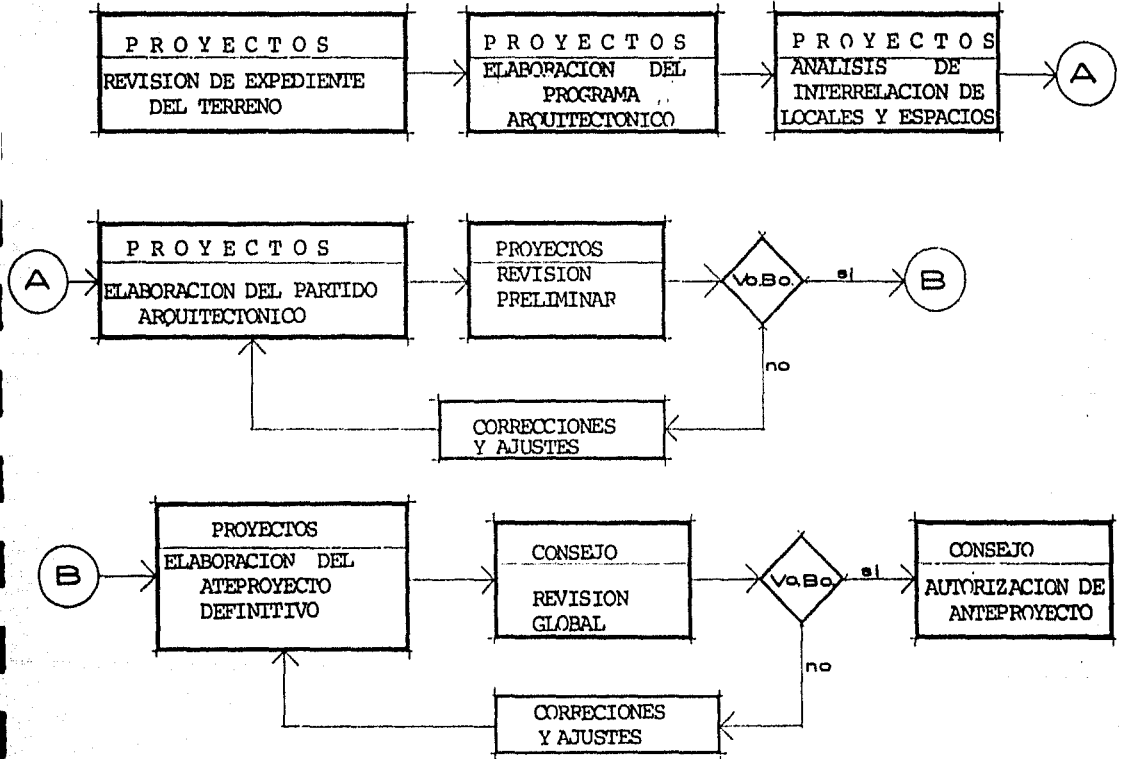 PROYECTOS
REVISION DE EXPEDIENTE
DEL TERRENO
PROYECTOS
ELABORACION DEL
PROGRAMA
ARQUITECTONICO
PROYECTOS
ANALISIS DE
INTERRELACION DE
LOCALES Y ESPACIOS
A
A
PROYECTOS
ELABORACION DEL PARTIDO
ARQUITECTONICO
PROYECTOS
REVISION
PRELIMINAR
Vo.Bo.
si
B
no
CORRECCIONES
Y AJUSTES
B
PROYECTOS
ELABORACION DEL
ATEPROYECTO
DEFINITIVO
CONSEJO
REVISION
GLOBAL
Vo.Bo.
si
CONSEJO
AUTORIZACION DE
ANTEPROYECTO
no
CORRECIONES
Y AJUSTES